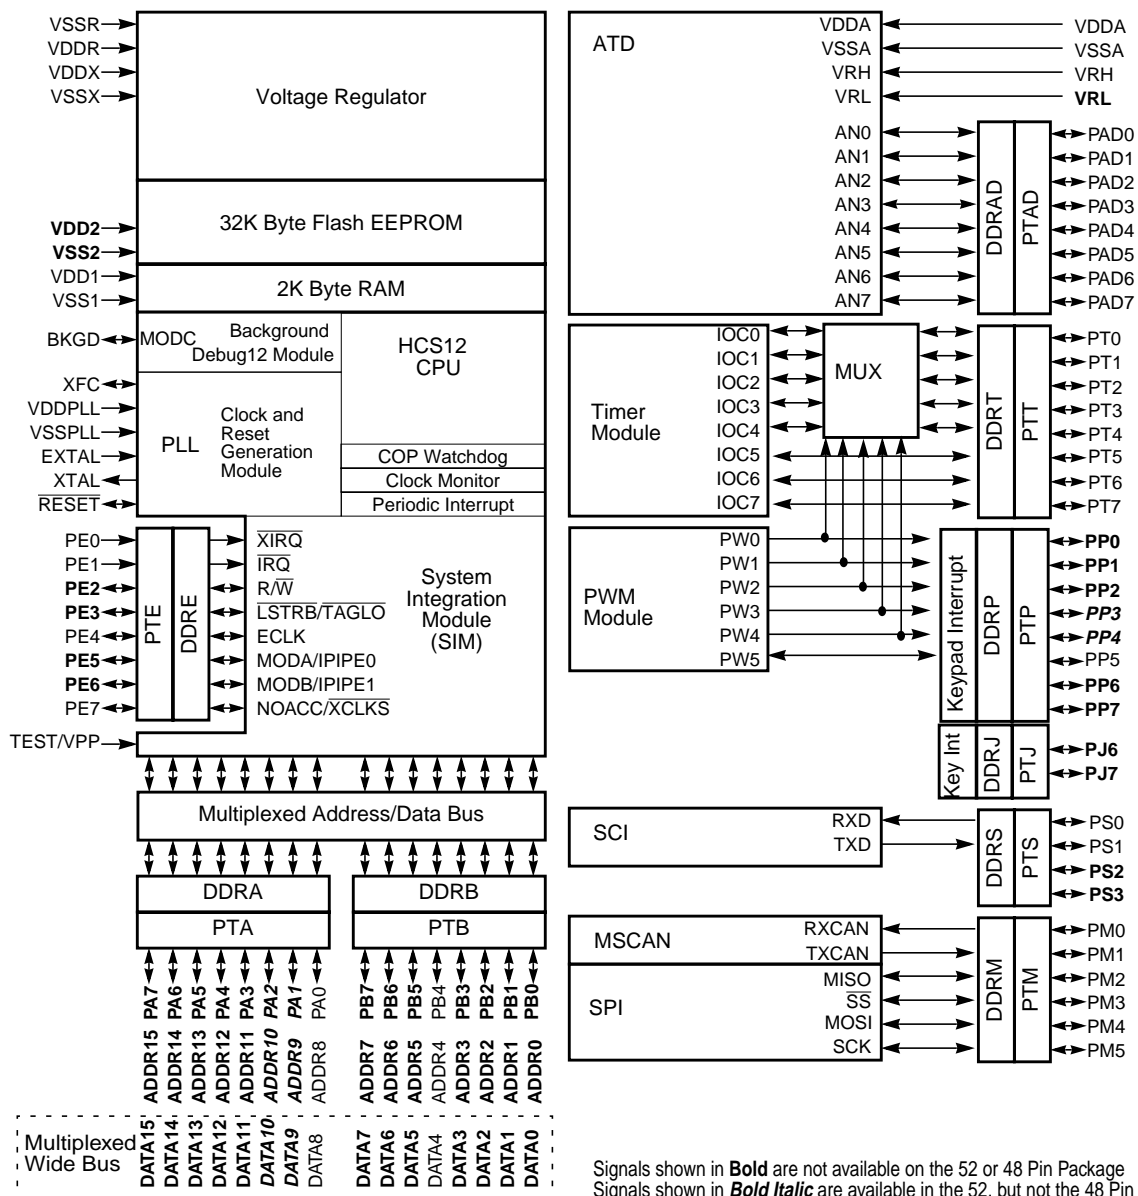 VSSR
VDDR
VDDX
VSSX
Voltage Regulator
32K Byte Flash EEPROM
VDD2
VSS2
VDD1
VSS1
2K Byte RAM
BKGD
MODC
Background
Debug12 Module
HCS12
CPU
XFC
VDDPLL
VSSPLL
EXTAL
XTAL
RESET
PLL
Clock and
Reset
Generation
Module
COP Watchdog
Clock Monitor
Periodic Interrupt
PE0
PE1
PE2
PE3
PE4
PE5
PE6
PE7
PTE
DDRE
XIRQ
IRQ
R/W
LSTRB/TAGLO
ECLK
MODA/IPIPE0
MODB/IPIPE1
NOACC/XCLKS
System
Integration
Module
(SIM)
TEST/VPP
Multiplexed Address/Data Bus
DDRA
DDRB
PTA
PTB
PA7
PA6
PA5
PA4
PA3
PA2
PA1
PA0
PB7
PB6
PB5
PB4
PB3
PB2
PB1
PB0
ADDR15
ADDR14
ADDR13
ADDR12
ADDR11
ADDR10
ADDR9
ADDR8
ADDR7
ADDR6
ADDR5
ADDR4
ADDR3
ADDR2
ADDR1
ADDR0
Multiplexed
Wide Bus
DATA15
DATA14
DATA13
DATA12
DATA11
DATA10
DATA9
DATA8
DATA7
DATA6
DATA5
DATA4
DATA3
DATA2
DATA1
DATA0
ATD
VDDA
VSSA
VRH
VRL
VDDA
VSSA
VRH
VRL
AN0
AN1
AN2
AN3
AN4
AN5
AN6
AN7
DDRAD
PTAD
PAD0
PAD1
PAD2
PAD3
PAD4
PAD5
PAD6
PAD7
Timer
Module
IOC0
IOC1
IOC2
IOC3
IOC4
IOC5
IOC6
IOC7
MUX
DDRT
PTT
PT0
PT1
PT2
PT3
PT4
PT5
PT6
PT7
PWM
Module
PW0
PW1
PW2
PW3
PW4
PW5
Keypad Interrupt
DDRP
PTP
PP0
PP1
PP2
PP3
PP4
PP5
PP6
PP7
Key Int
DDRJ
PTJ
PJ6
PJ7
SCI
RXD
TXD
DDRS
PTS
PS0
PS1
PS2
PS3
MSCAN
RXCAN
TXCAN
SPI
MISO
SS
MOSI
SCK
DDRM
PTM
PM0
PM1
PM2
PM3
PM4
PM5
Signals shown in Bold are not available on the 52 or 48 Pin Package
Signals shown in Bold Italic are available in the 52, but not the 48 Pin